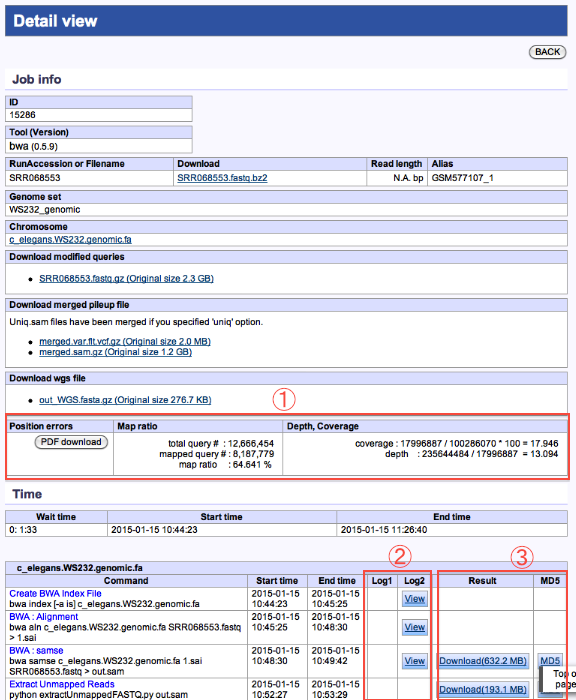 Detail view
BACK
Job info
ID
15286
Tool (Version)
bwa (0.5.9)
RunAccession or Filename Download Read length Alias
SRR068553 SRR068553.fastq.bz2 N.A. bp GSM577107_1
Genome set
WS232_genomic
Chromosome
c_elegans.WS232.genomic.fa
Download modified queries
• SRR068553.fastq.gz (Original size 2.3 GB)
Download merged pileup file
Uniq.sam files have been merged if you specified 'uniq' option.
• merged.var.flt.vcf.gz (Original size 2.0 MB)
• merged.sam.gz (Original size 1.2 GB)
Download wgs file
• out_WGS.fasta.gz (Original size 276.7 KB)
①
Position errors Map ratio Depth, Coverage
PDF download
total query # : 12,666,454
mapped query # : 8,187,779
map ratio : 64.641 %
coverage : 17996887 / 100286070 * 100 = 17.946
depth : 235644484 / 17996887 = 13.094
Time
Wait time Start time End time
0: 1:33 2015-01-15 10:44:23 2015-01-15 11:26:40
② ③
c_elegans.WS232.genomic.fa
Command Start time End time Log1 Log2 Result MD5
Create BWA Index File 2015-01-15 2015-01-15 View
bwa index [-a is] c_elegans.WS232.genomic.fa 10:44:23 10:45:25
BWA : Alignment 2015-01-15 2015-01-15 View
bwa aln c_elegans.WS232.genomic.fa SRR068553.fastq 10:45:25 10:48:30
> 1.sai
BWA : samse 2015-01-15 2015-01-15 View Download(632.2 MB) MD5
bwa samse c_elegans.WS232.genomic.fa 1.sai 10:48:30 10:49:42
SRR068553.fastq > out.sam
Extract Unmapped Reads 2015-01-15 2015-01-15 Download(193.1 MB)
python extractUnmappedFASTQ.py out.sam 10:52:27 10:53:29
Top
page